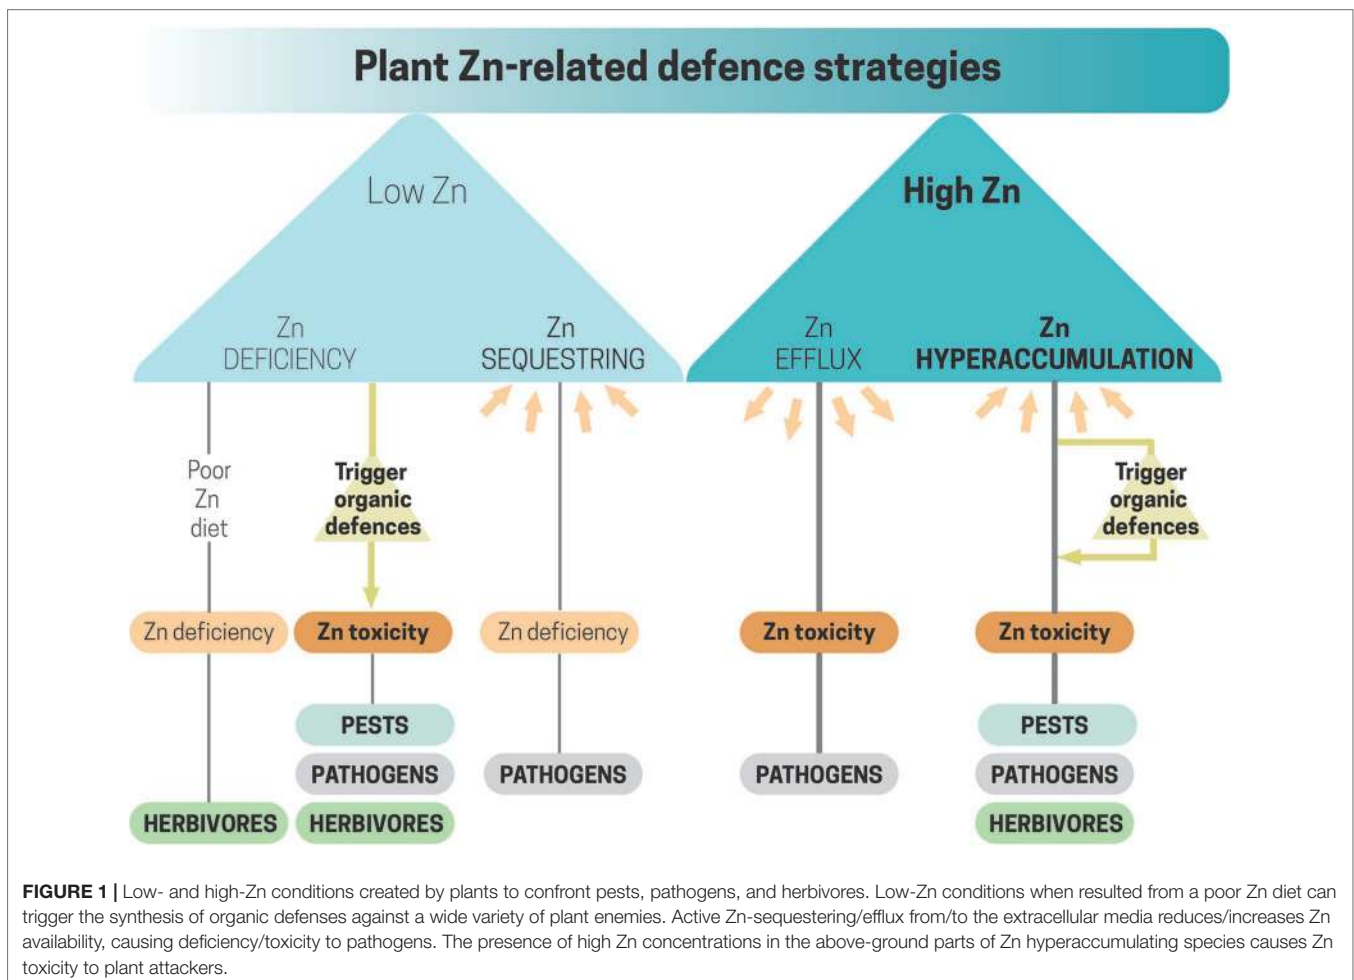 Plant Zn-related defence strategies
Low Zn
High Zn
Zn
DEFICIENCY
Zn
SEQUESTRING
Zn
EFFLUX
Zn
HYPERACCUMULATION
Poor
Zn
diet
Trigger
organic
defences
Trigger
organic
defences
Zn deficiency
Zn toxicity
Zn deficiency
Zn toxicity
Zn toxicity
PESTS
PESTS
PATHOGENS
PATHOGENS
PATHOGENS
PATHOGENS
HERBIVORES
HERBIVORES
HERBIVORES
FIGURE 1 | Low- and high-Zn conditions created by plants to confront pests, pathogens, and herbivores. Low-Zn conditions when resulted from a poor Zn diet can
trigger the synthesis of organic defenses against a wide variety of plant enemies. Active Zn-sequestering/efflux from/to the extracellular media reduces/increases Zn
availability, causing deficiency/toxicity to pathogens. The presence of high Zn concentrations in the above-ground parts of Zn hyperaccumulating species causes Zn
toxicity to plant attackers.